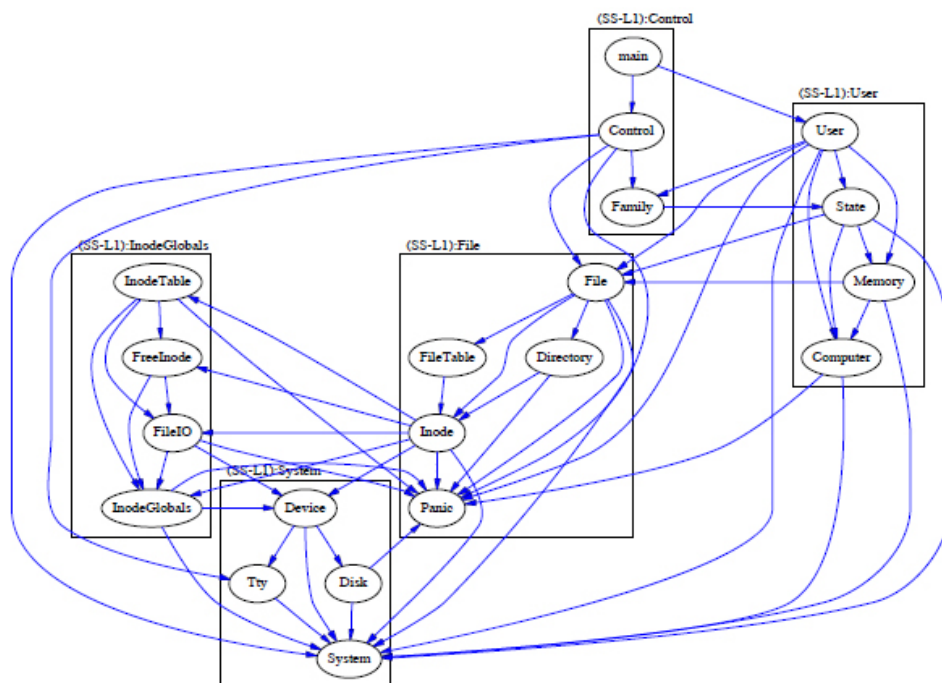 (SS-L1):Control
main
(SS-L1):User
Control
User
Family
State
(SS-L1):InodeGlobals
(SS-L1):File
InodeTable
File
Memory
FreeInode
FileTable
Directory
Computer
FileIO
Inode
(SS-L1):System
InodeGlobals
Device
Panic
Tty
Disk
System